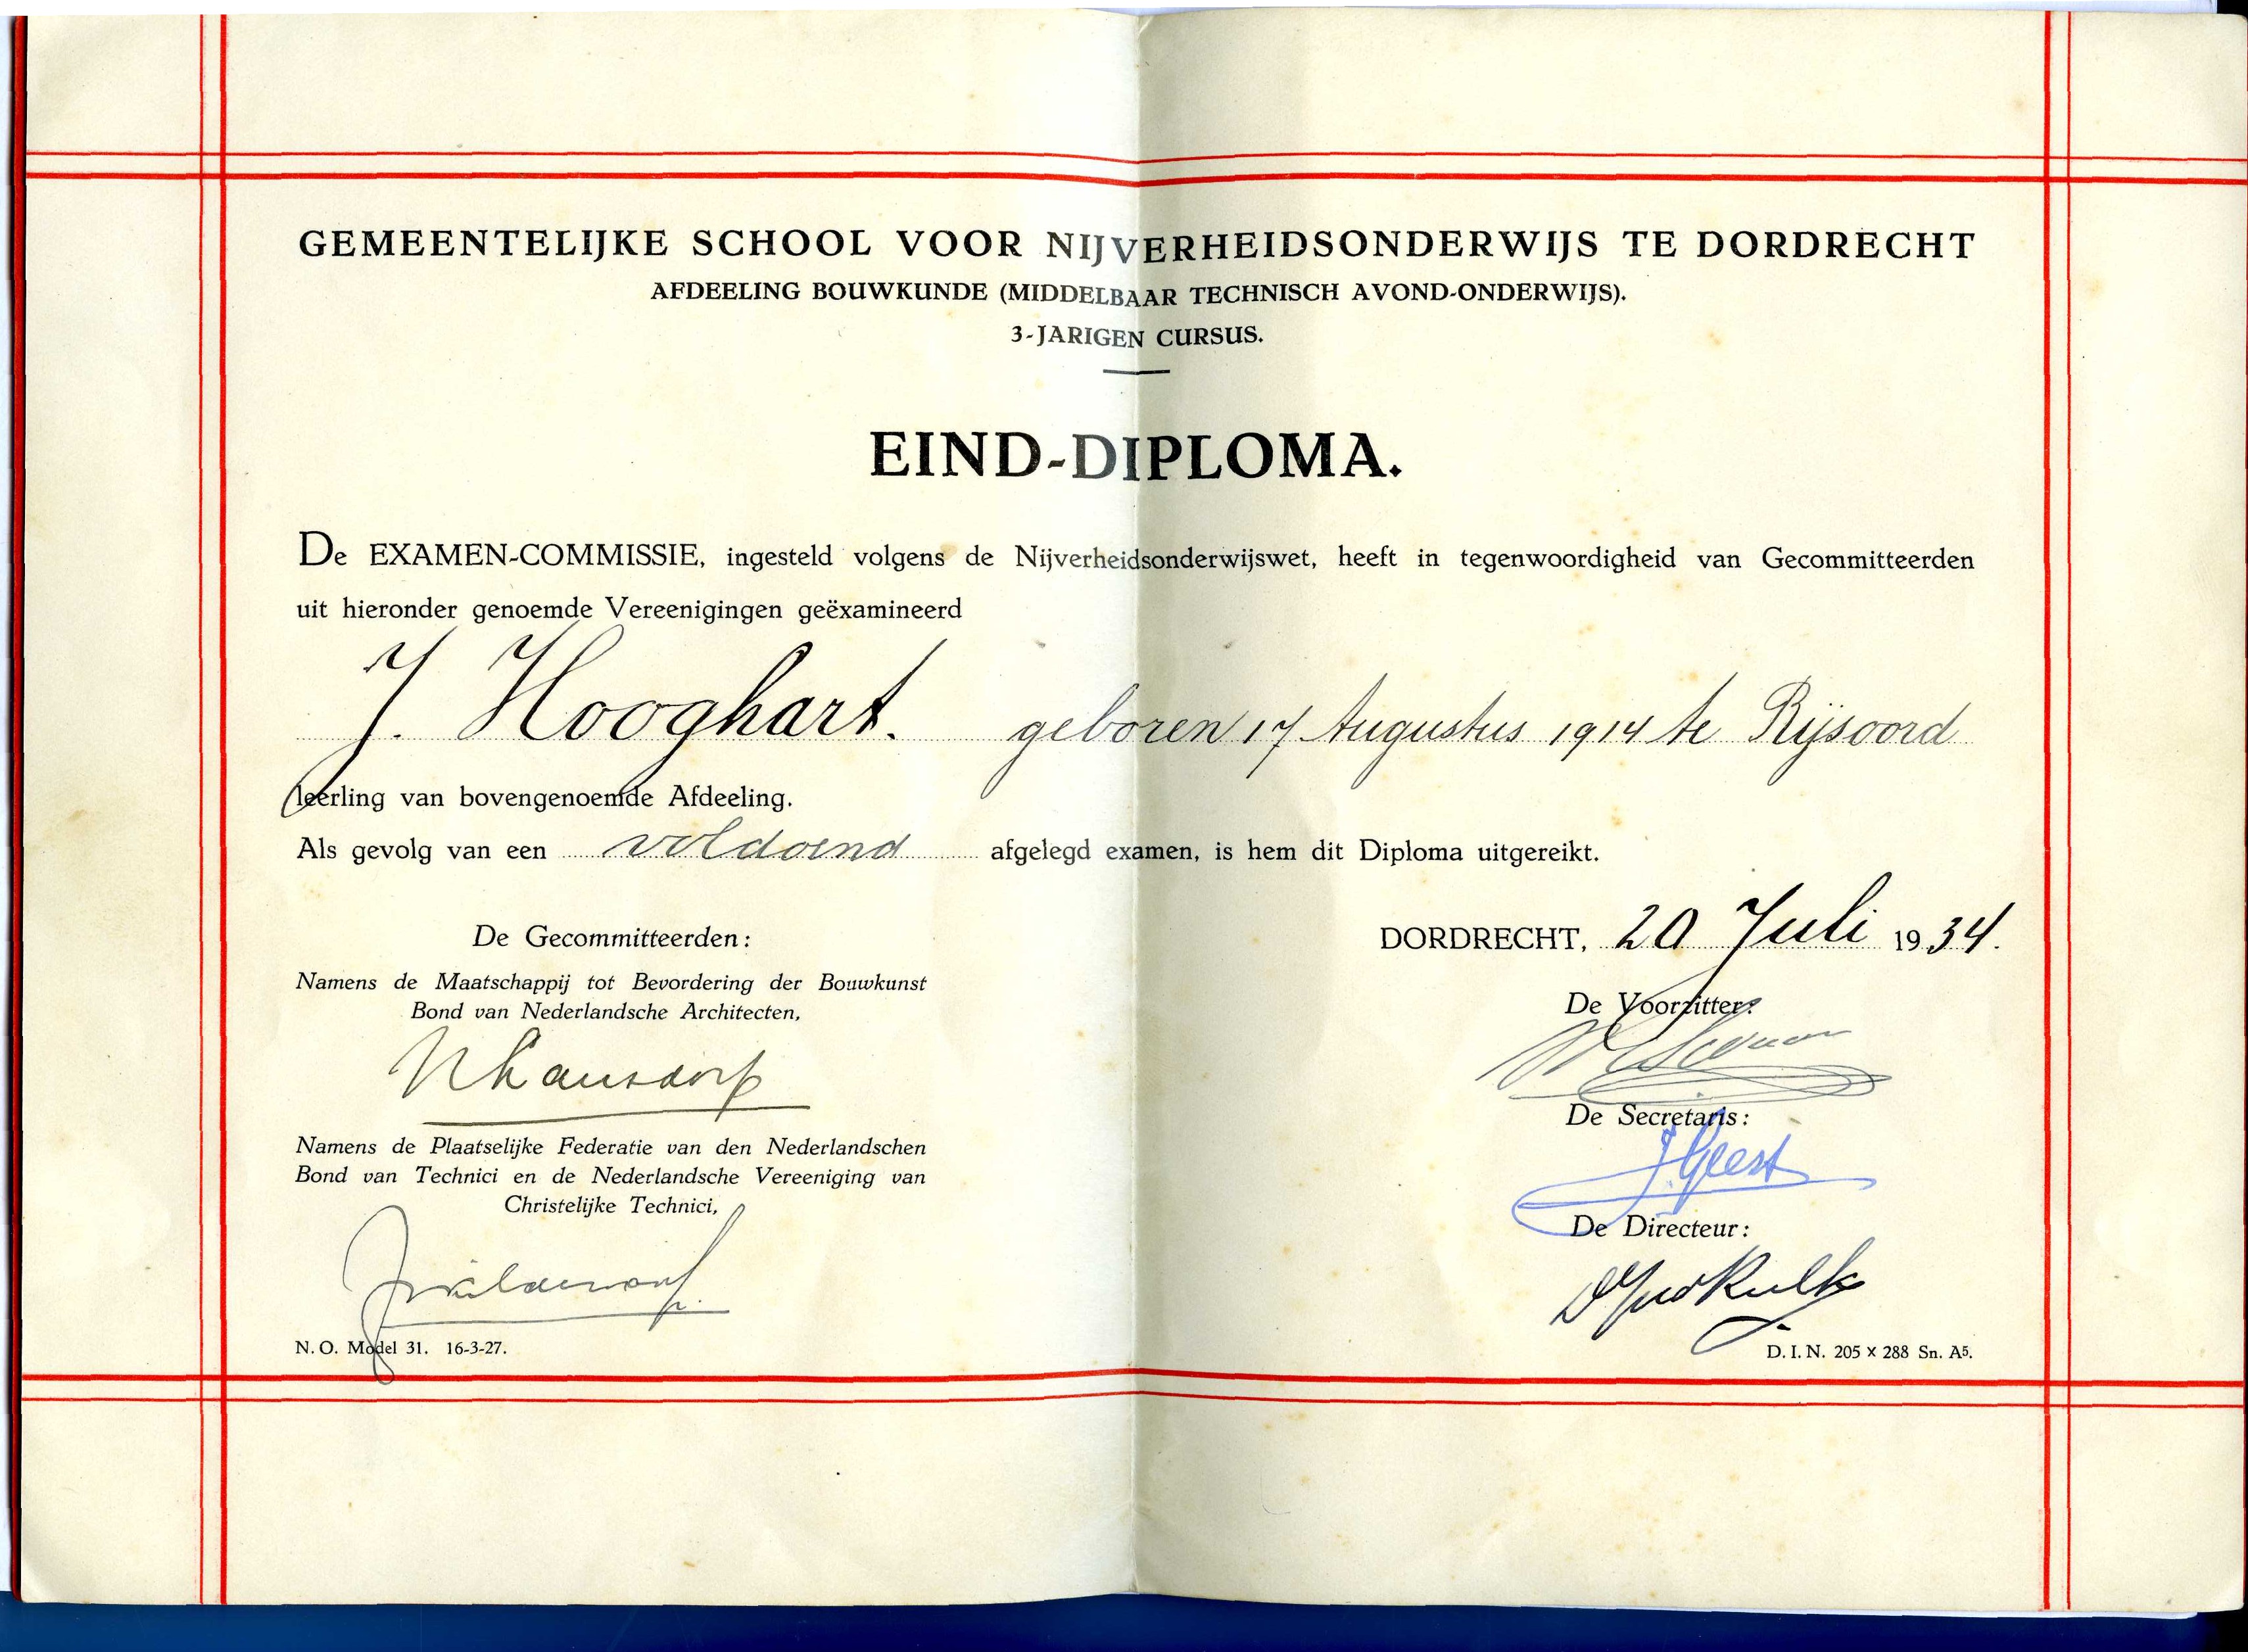 GEMEENTELIJKE SCHOOL VOOR NIJVERHEIDSONDERWIJS TE DORDRECHT
AFDEELING BOUWKUNDE (MIDDELBAAR TECHNISCH AVOND-ONDERWIJS).
3-JARIGEN CURSUS.
EIND-DIPLOMA.
De EXAMEN-COMMISSIE, ingesteld volgens de Nijverheidsonderwijswet, heeft in tegenwoordigheid van Gecommitteerden
uit hieronder genoemde Vereenigingen geëxamineerd
J. Hooghart. geboren 17 Augustus 1914 te Rijsoord
leerling van bovengenoemde Afdeeling.
Als gevolg van een voldoend afgelegd examen, is hem dit Diploma uitgereikt.
De Gecommitteerden:
Namens de Maatschappij tot Bevordering der Bouwkunst
Bond van Nederlandsche Architecten,
Namens de Plaatselijke Federatie van den Nederlandschen
Bond van Technici en de Nederlandsche Vereeniging van
Christelijke Technici,
N. O. Model 31. 16-3-27.
DORDRECHT, 20 Juli 1934.
De Voorzitter:
De Secretaris:
J. Geest
De Directeur:
D. I. N. 205 x 288 Sn. A5.